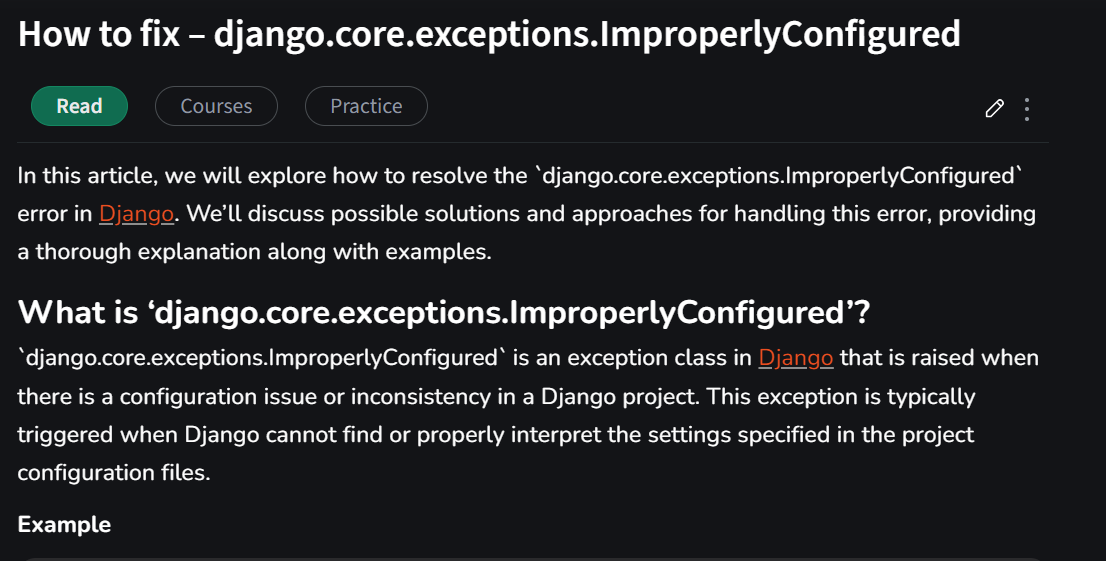 How to fix – django.core.exceptions.ImproperlyConfigured
Read Courses Practice
In this article, we will explore how to resolve the `django.core.exceptions.ImproperlyConfigured`
error in Django. We’ll discuss possible solutions and approaches for handling this error, providing
a thorough explanation along with examples.
What is ‘django.core.exceptions.ImproperlyConfigured’?
`django.core.exceptions.ImproperlyConfigured` is an exception class in Django that is raised when
there is a configuration issue or inconsistency in a Django project. This exception is typically
triggered when Django cannot find or properly interpret the settings specified in the project
configuration files.
Example